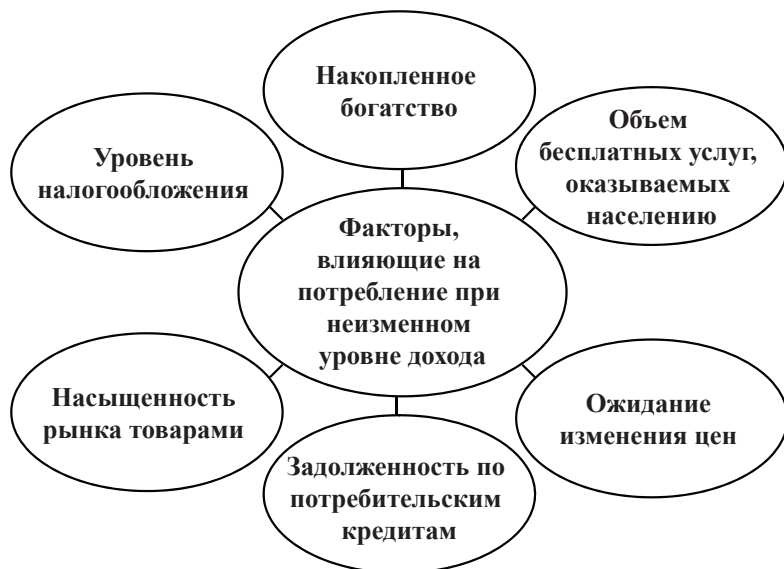 Накопленное
богатство
Объем
бесплатных услуг,
оказываемых
населению
Уровень
налогообложения
Факторы,
влияющие на
потребление при
неизменном
уровне дохода
Насыщенность
рынка товарами
Ожидание
изменения цен
Задолженность по
потребительским
кредитам